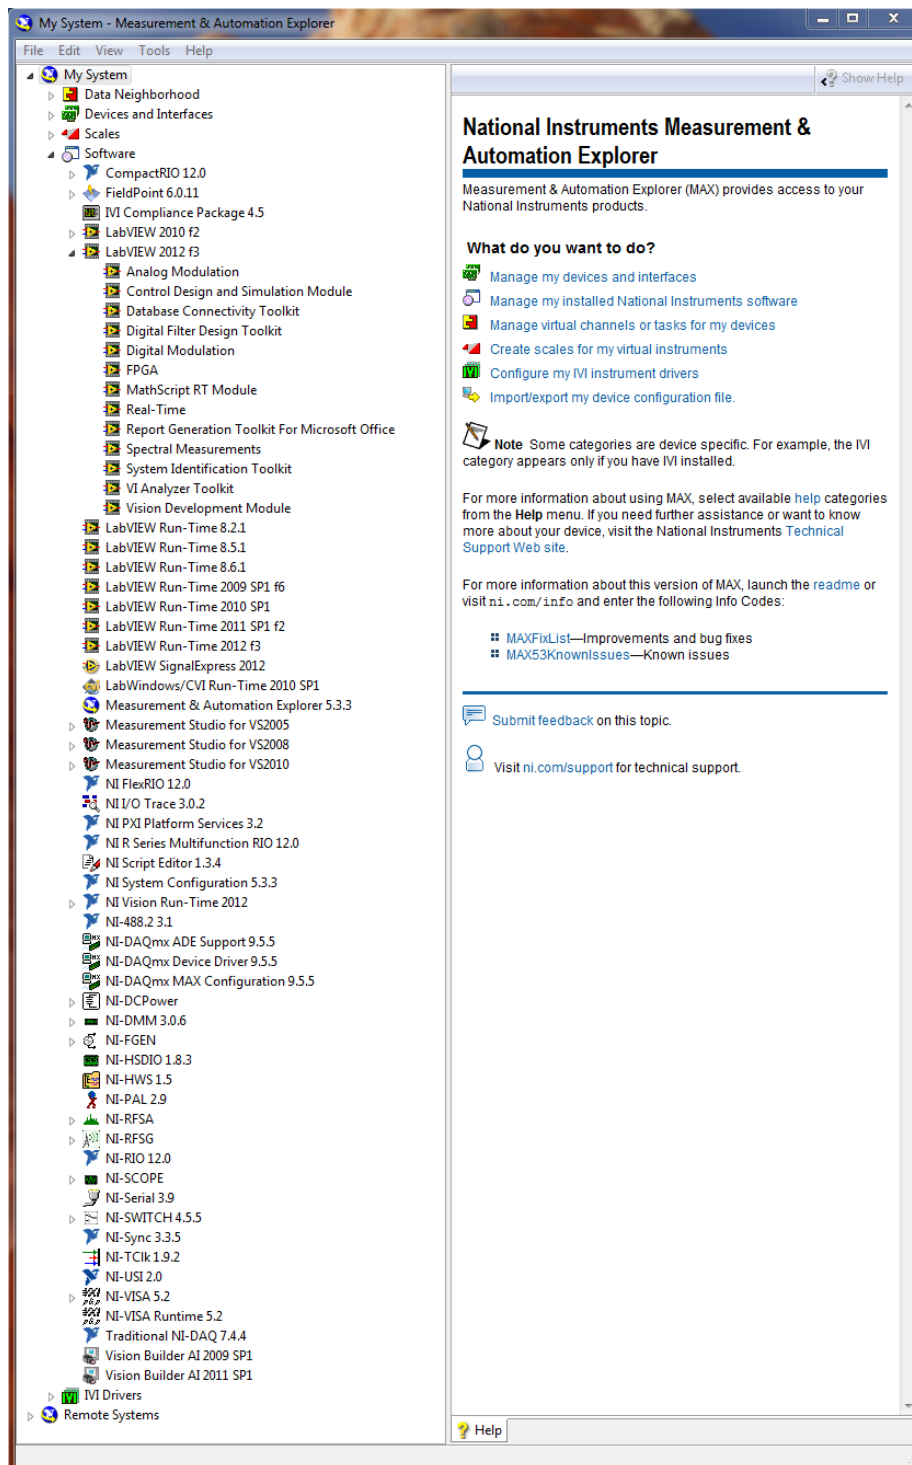 My System - Measurement & Automation Explorer
File Edit View Tools Help
My System
Data Neighborhood
Devices and Interfaces
Scales
Software
CompactRIO 12.0
FieldPoint 6.0.11
IVI Compliance Package 4.5
LabVIEW 2010 f2
LabVIEW 2012 f3
Analog Modulation
Control Design and Simulation Module
Database Connectivity Toolkit
Digital Filter Design Toolkit
Digital Modulation
FPGA
MathScript RT Module
Real-Time
Report Generation Toolkit For Microsoft Office
Spectral Measurements
System Identification Toolkit
VI Analyzer Toolkit
Vision Development Module
LabVIEW Run-Time 8.2.1
LabVIEW Run-Time 8.5.1
LabVIEW Run-Time 8.6.1
LabVIEW Run-Time 2009 SP1 f6
LabVIEW Run-Time 2010 SP1
LabVIEW Run-Time 2011 SP1 f2
LabVIEW Run-Time 2012 f3
LabVIEW SignalExpress 2012
LabWindows/CVI Run-Time 2010 SP1
Measurement & Automation Explorer 5.3.3
Measurement Studio for VS2005
Measurement Studio for VS2008
Measurement Studio for VS2010
NI FlexRIO 12.0
NI I/O Trace 3.0.2
NI PXI Platform Services 3.2
NI R Series Multifunction RIO 12.0
NI Script Editor 1.3.4
NI System Configuration 5.3.3
NI Vision Run-Time 2012
NI-488.2 3.1
NI-DAQmx ADE Support 9.5.5
NI-DAQmx Device Driver 9.5.5
NI-DAQmx MAX Configuration 9.5.5
NI-DCPower
NI-DMM 3.0.6
NI-FGEN
NI-HSDIO 1.8.3
NI-HWS 1.5
NI-PAL 2.9
NI-RFSA
NI-RFSG
NI-RIO 12.0
NI-SCOPE
NI-Serial 3.9
NI-SWITCH 4.5.5
NI-Sync 3.3.5
NI-TClk 1.9.2
NI-USI 2.0
NI-VISA 5.2
NI-VISA Runtime 5.2
Traditional NI-DAQ 7.4.4
Vision Builder AI 2009 SP1
Vision Builder AI 2011 SP1
IVI Drivers
Remote Systems
Show Help
National Instruments Measurement &
Automation Explorer
Measurement & Automation Explorer (MAX) provides access to your
National Instruments products.
What do you want to do?
Manage my devices and interfaces
Manage my installed National Instruments software
Manage virtual channels or tasks for my devices
Create scales for my virtual instruments
Configure my IVI instrument drivers
Import/export my device configuration file.
Note Some categories are device specific. For example, the IVI
category appears only if you have IVI installed.
For more information about using MAX, select available help categories
from the Help menu. If you need further assistance or want to know
more about your device, visit the National Instruments Technical
Support Web site.
For more information about this version of MAX, launch the readme or
visit ni.com/info and enter the following Info Codes:
MAXFixList—Improvements and bug fixes
MAX53KnownIssues—Known issues
Submit feedback on this topic.
Visit ni.com/support for technical support.
Help